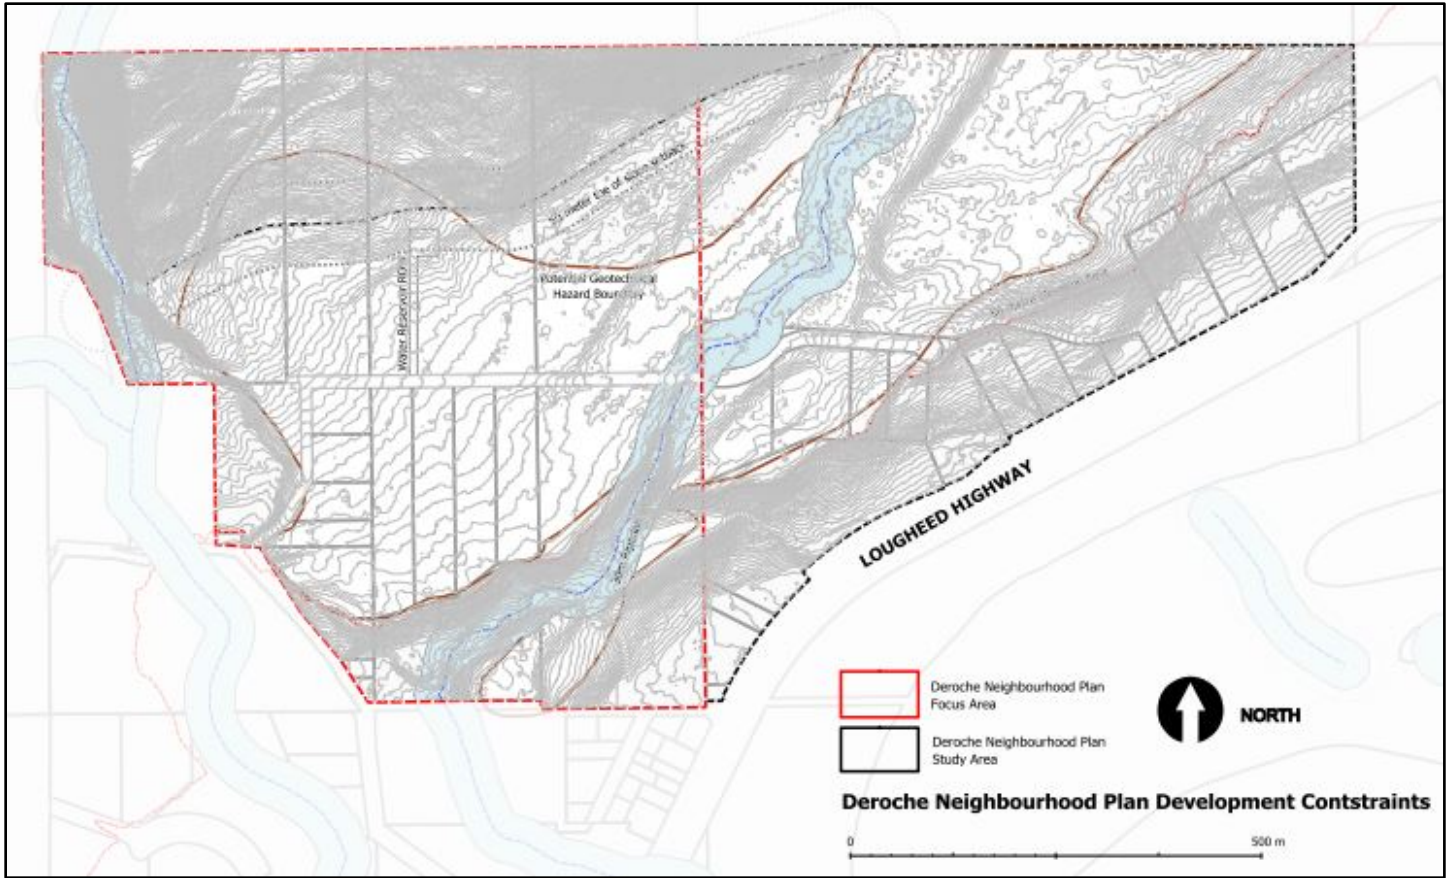 Water Reservoir RD
Potential Geotechnical
Hazard Boundary
LOUGHEED HIGHWAY
Deroche Neighbourhood Plan
Focus Area
Deroche Neighbourhood Plan
Study Area
NORTH
Deroche Neighbourhood Plan Development Contstraints
0
500 m